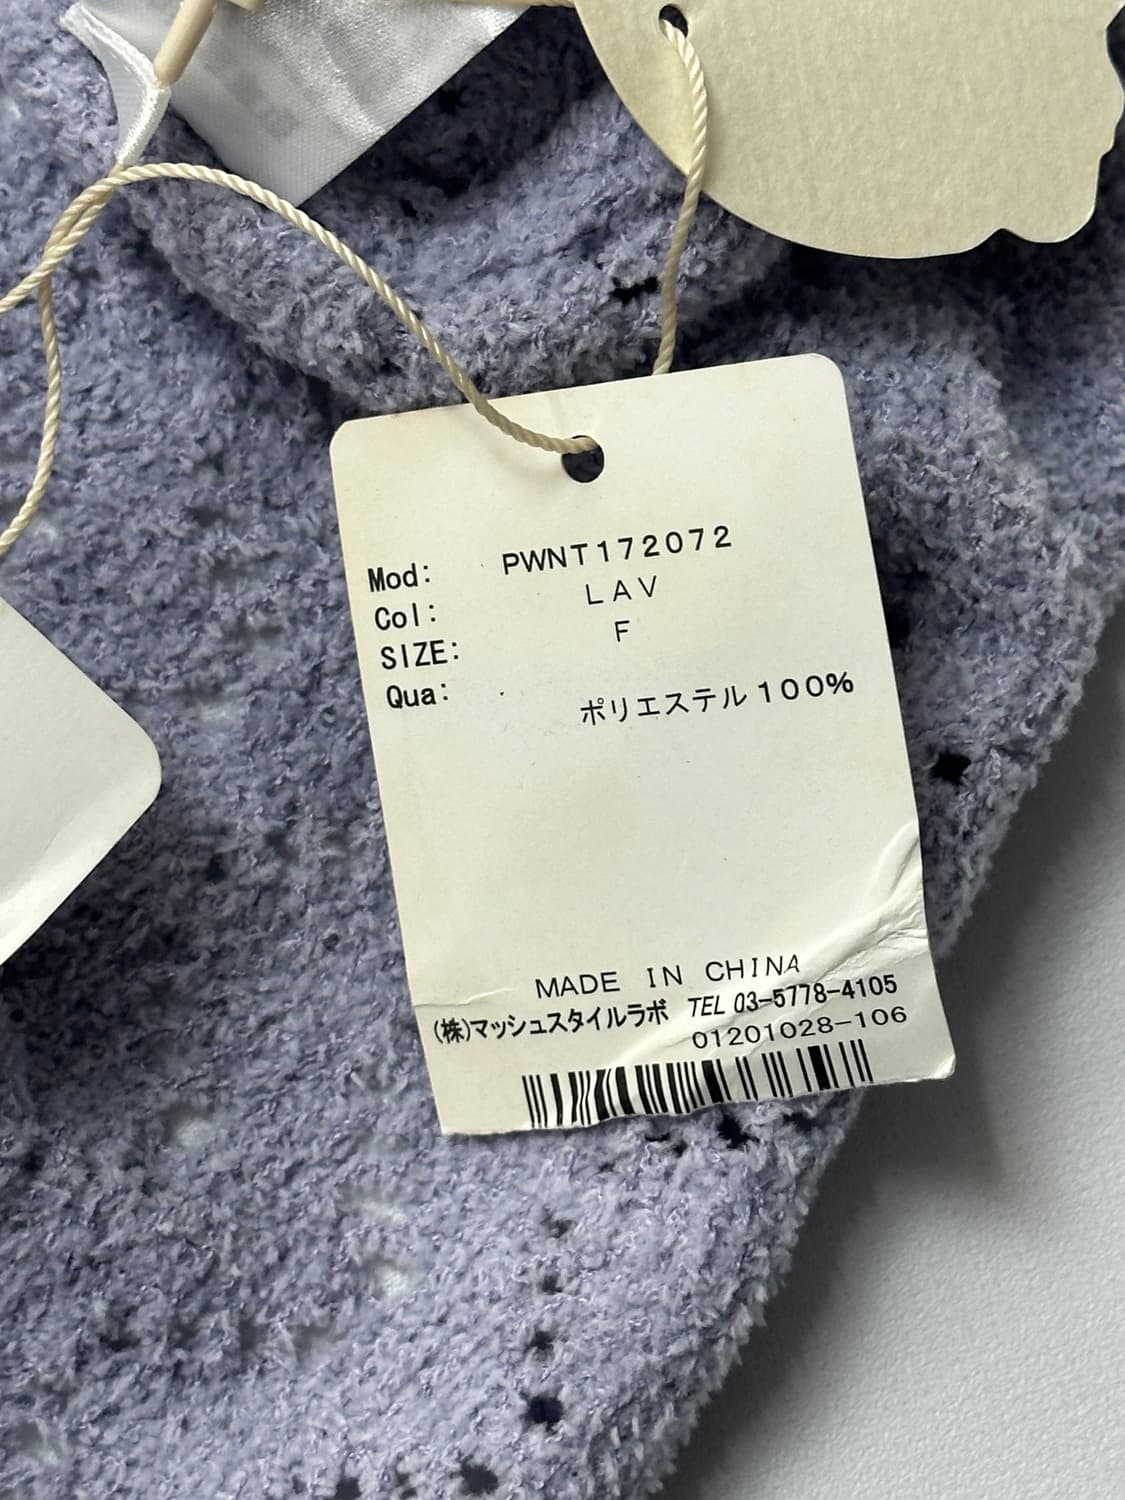 Mod: PWNT172072
Col: LAV
SIZE: F
Qua: ポリエステル100%
MADE IN CHINA
(株)マッシュスタイルラボ TEL 03-5778-4105
01201028-106